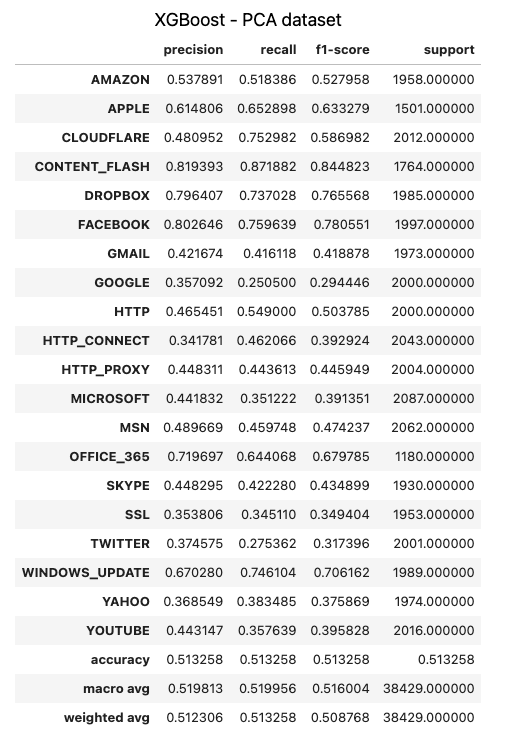 XGBoost - PCA dataset
precision recall f1-score support
AMAZON 0.537891 0.518386 0.527958 1958.000000
APPLE 0.614806 0.652898 0.633279 1501.000000
CLOUDFLARE 0.480952 0.752982 0.586982 2012.000000
CONTENT_FLASH 0.819393 0.871882 0.844823 1764.000000
DROPBOX 0.796407 0.737028 0.765568 1985.000000
FACEBOOK 0.802646 0.759639 0.780551 1997.000000
GMAIL 0.421674 0.416118 0.418878 1973.000000
GOOGLE 0.357092 0.250500 0.294446 2000.000000
HTTP 0.465451 0.549000 0.503785 2000.000000
HTTP_CONNECT 0.341781 0.462066 0.392924 2043.000000
HTTP_PROXY 0.448311 0.443613 0.445949 2004.000000
MICROSOFT 0.441832 0.351222 0.391351 2087.000000
MSN 0.489669 0.459748 0.474237 2062.000000
OFFICE_365 0.719697 0.644068 0.679785 1180.000000
SKYPE 0.448295 0.422280 0.434899 1930.000000
SSL 0.353806 0.345110 0.349404 1953.000000
TWITTER 0.374575 0.275362 0.317396 2001.000000
WINDOWS_UPDATE 0.670280 0.746104 0.706162 1989.000000
YAHOO 0.368549 0.383485 0.375869 1974.000000
YOUTUBE 0.443147 0.357639 0.395828 2016.000000
accuracy 0.513258 0.513258 0.513258 0.513258
macro avg 0.519813 0.519956 0.516004 38429.000000
weighted avg 0.512306 0.513258 0.508768 38429.000000